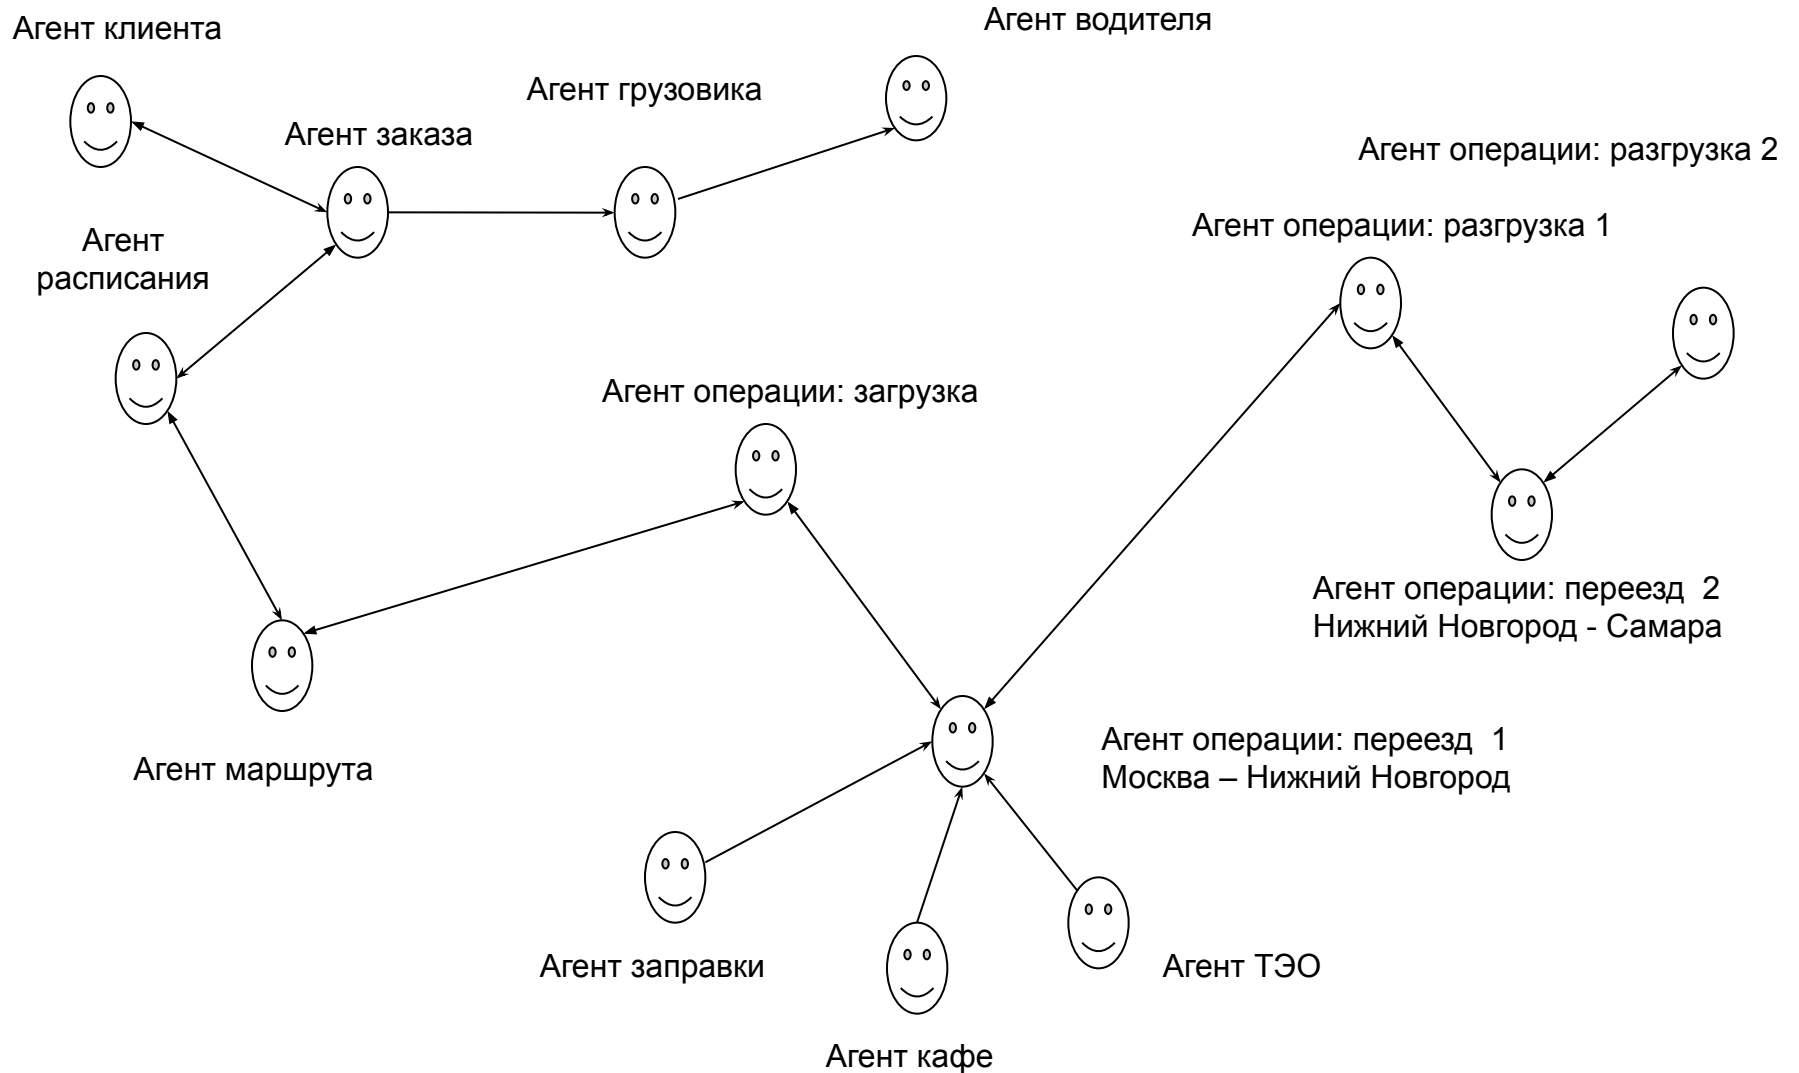 Агент клиента
Агент водителя
Агент грузовика
Агент заказа
Агент операции: разгрузка 2
Агент операции: разгрузка 1
Агент
расписания
Агент операции: загрузка
Агент операции: переезд  2
Нижний Новгород - Самара
Агент операции: переезд  1
Москва – Нижний Новгород
Агент маршрута
Агент заправки
Агент ТЭО
Агент кафе